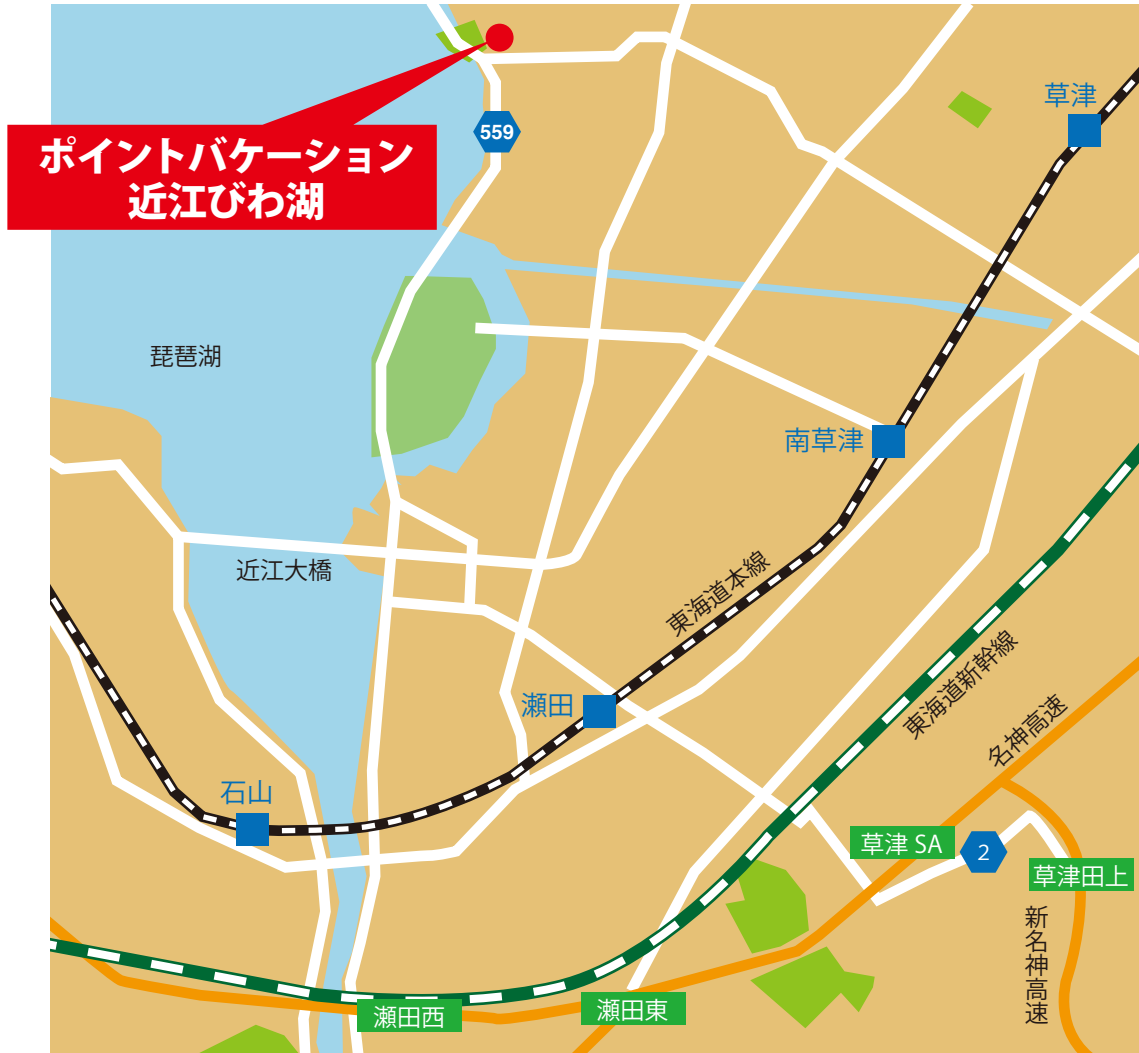 草津
559
ポイントバケーション
近江びわ湖
琵琶湖
南草津
近江大橋
東海道本線
東海道新幹線
瀬田
名神高速
石山
草津 SA
2
草津田上
新名神高速
瀬田西
瀬田東